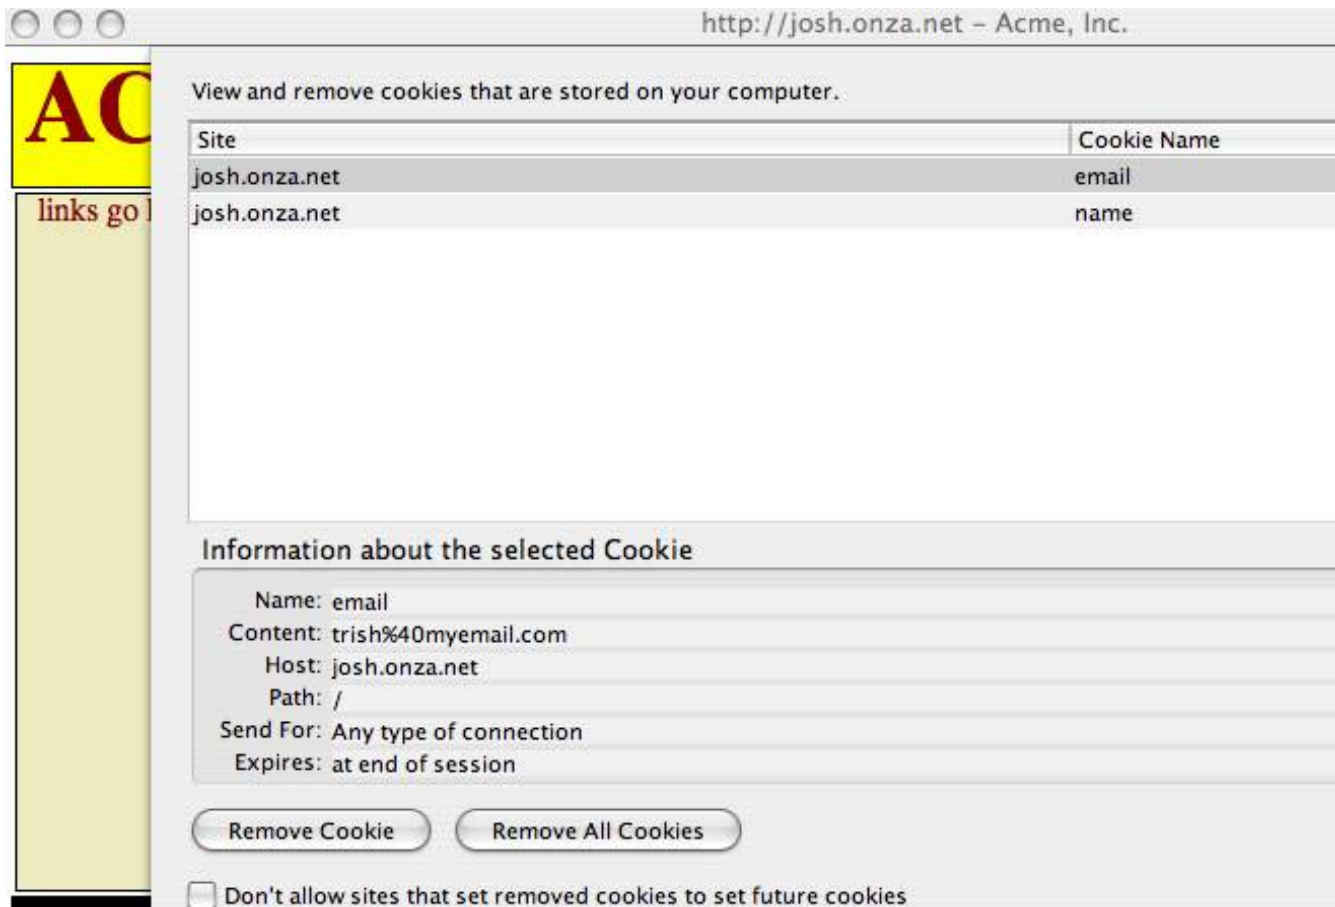 http://josh.onza.net – Acme, Inc.
AC
links go
View and remove cookies that are stored on your computer.
Site Cookie Name
josh.onza.net email
josh.onza.net name
Information about the selected Cookie
Name: email
Content: trish%40myemail.com
Host: josh.onza.net
Path: /
Send For: Any type of connection
Expires: at end of session
Remove Cookie Remove All Cookies
Don't allow sites that set removed cookies to set future cookies